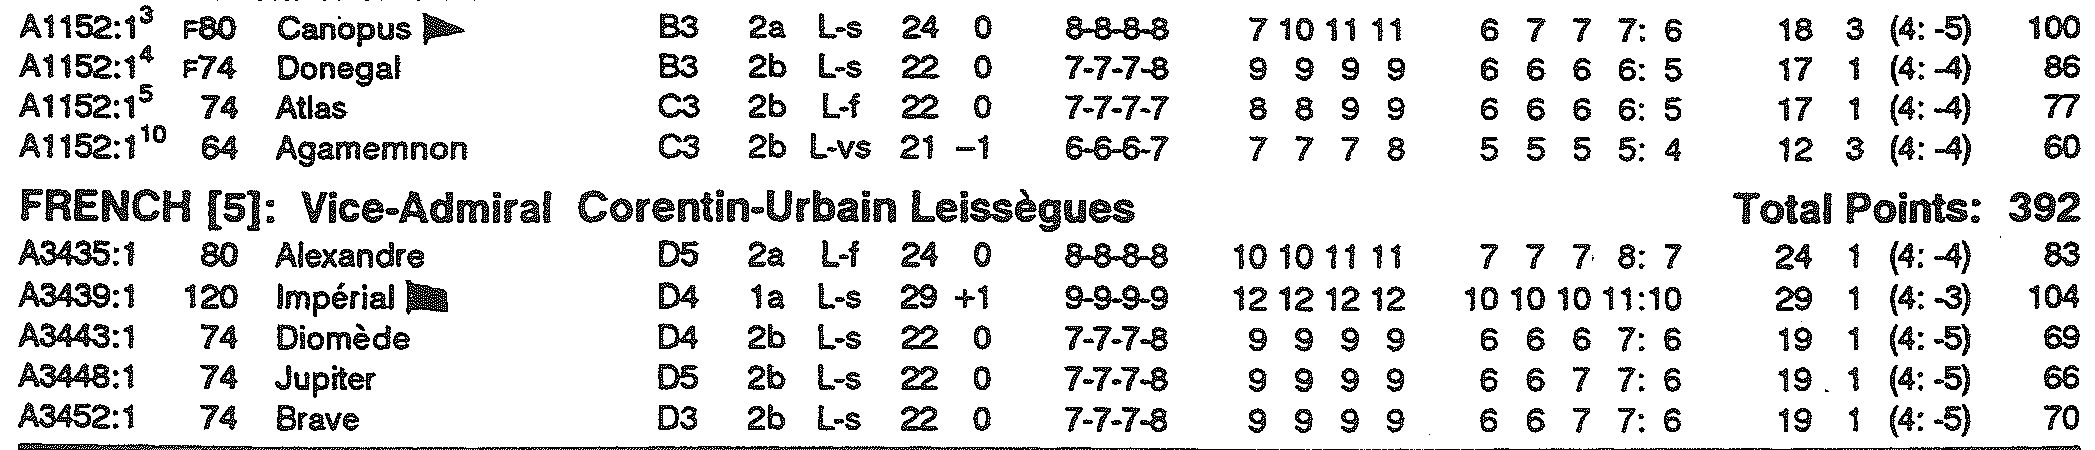 A1152:1³ F80 Canopus B3 2a L-s 24 0 8-8-8-8 7 10 11 11 6 7 7 7: 6 18 3 (4: -5) 100
A1152:1⁴ F74 Donegal B3 2b L-s 22 0 7-7-7-8 9 9 9 9 6 6 6 6: 5 17 1 (4: -4) 86
A1152:1⁵ 74 Atlas C3 2b L-f 22 0 7-7-7-7 8 8 9 9 6 6 6 6: 5 17 1 (4: -4) 77
A1152:1¹⁰ 64 Agamemnon C3 2b L-vs 21 –1 6-6-6-7 7 7 7 8 5 5 5 5: 4 12 3 (4: -4) 60
FRENCH [5]: Vice-Admiral Corentin-Urbain Leissègues Total Points: 392
A3435:1 80 Alexandre D5 2a L-f 24 0 8-8-8-8 10 10 11 11 7 7 7 8: 7 24 1 (4: -4) 83
A3439:1 120 Impérial D4 1a L-s 29 +1 9-9-9-9 12 12 12 12 10 10 10 11:10 29 1 (4: -3) 104
A3443:1 74 Diomède D4 2b L-s 22 0 7-7-7-8 9 9 9 9 6 6 6 7: 6 19 1 (4: -5) 69
A3448:1 74 Jupiter D5 2b L-s 22 0 7-7-7-8 9 9 9 9 6 6 7 7: 6 19 1 (4: -5) 66
A3452:1 74 Brave D3 2b L-s 22 0 7-7-7-8 9 9 9 9 6 6 7 7: 6 19 1 (4: -5) 70